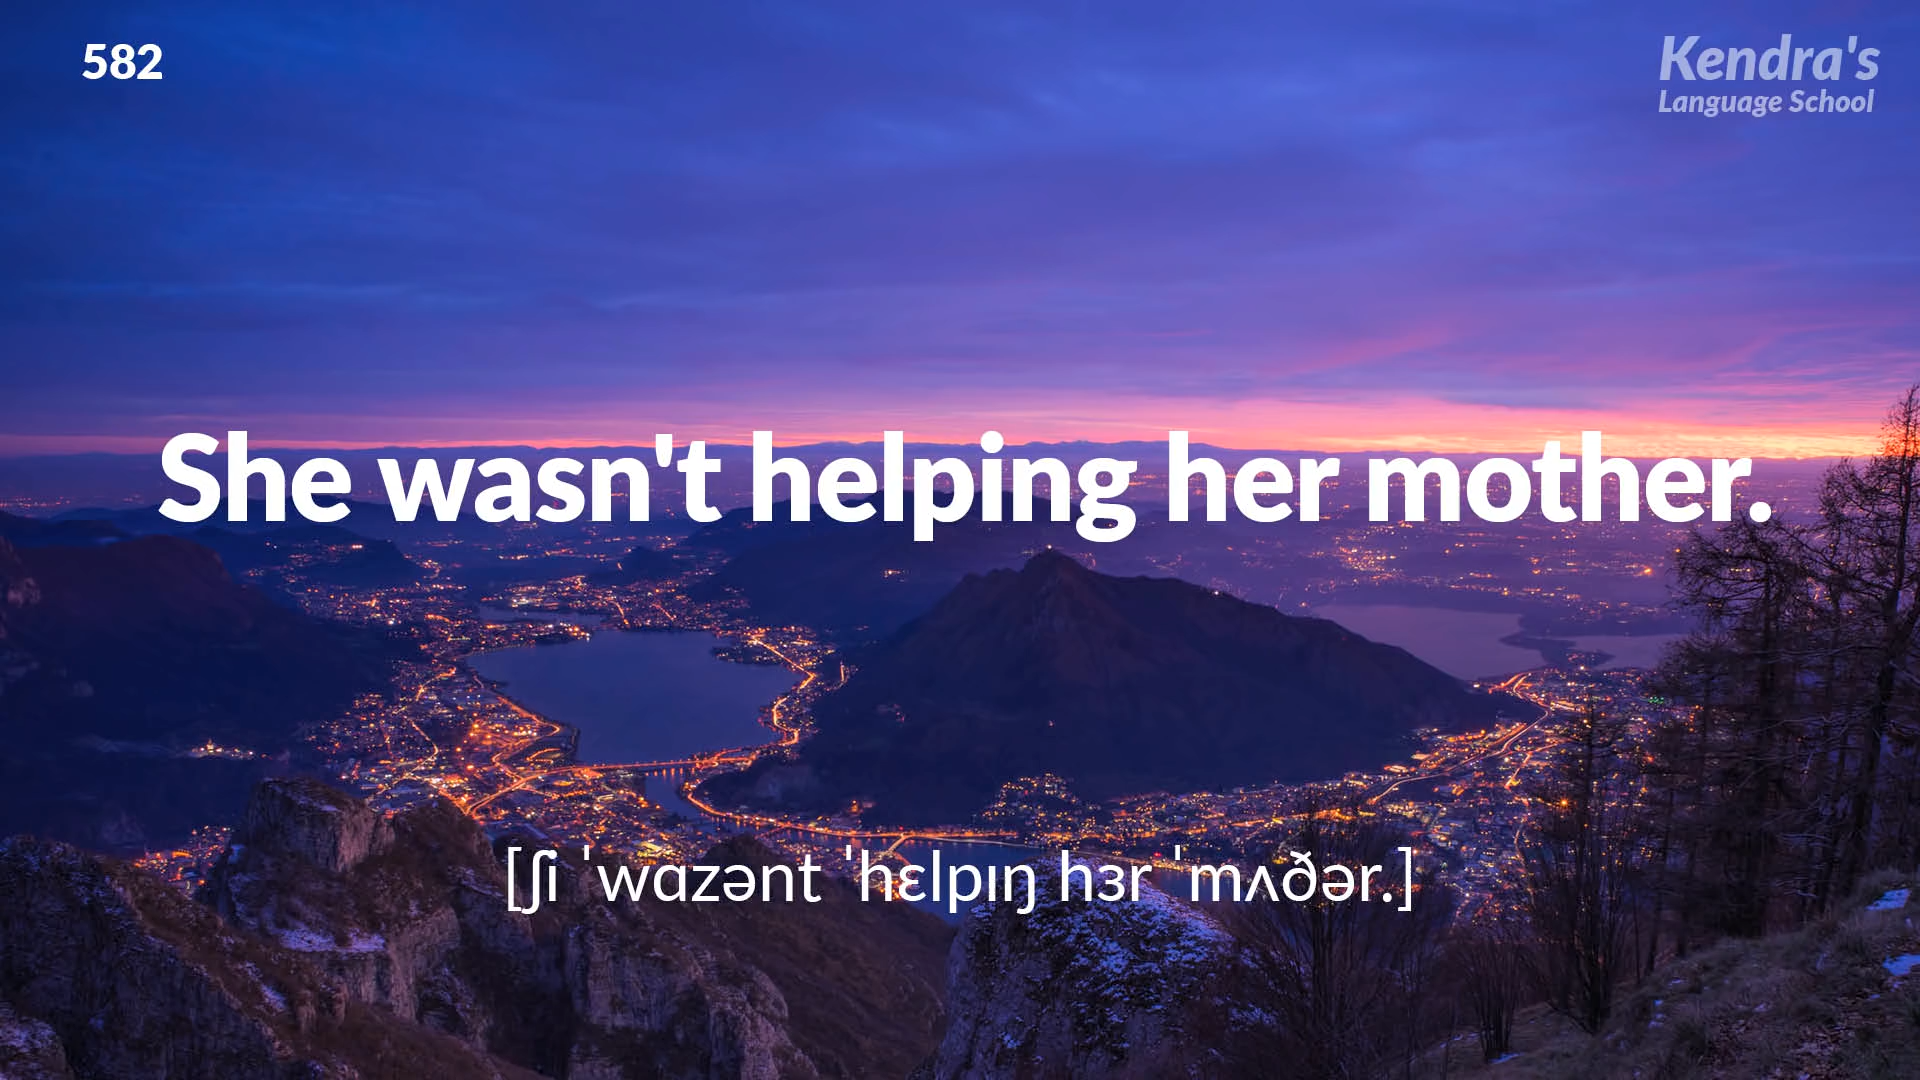 582
Kendra's
Language School
She wasn't helping her mother.
[ʃi ˈwɑzənt ˈhɛlpɪŋ hɜr ˈmʌðər.]